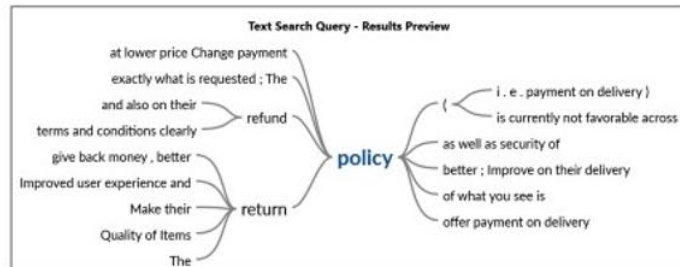 Text Search Query - Results Preview
at lower price Change payment
exactly what is requested ; The
and also on their
terms and conditions clearly
refund
give back money , better
Improved user experience and
Make their
Quality of Items
The
return
policy
(
i . e . payment on delivery )
is currently not favorable across
as well as security of
better ; Improve on their delivery
of what you see is
offer payment on delivery